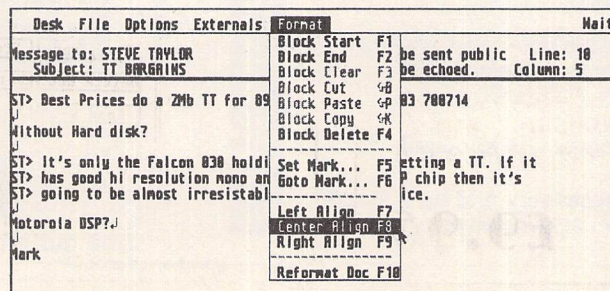 Desk File Options Externals Format Wait
Message to: STEVE TAYLOR be sent public Line: 10
Subject: TT BARGAINS be echoed. Column: 5
Block Start F1
Block End F2
Block Clear F3
Block Cut
Block Paste
Block Copy
Block Delete F4
Set Mark... F5
Goto Mark... F6
Left Align F7
Center Align F8
Right Align F9
Reformat Doc F10
ST> Best Prices do a 2Mb TT for 89 03 700714
Without Hard disk?
ST> It's only the Falcon 030 holdi etting a TT. If it
ST> has good hi resolution mono an P chip then it's
ST> going to be almost irresistabl ice.
Motorola DSP?
Mark